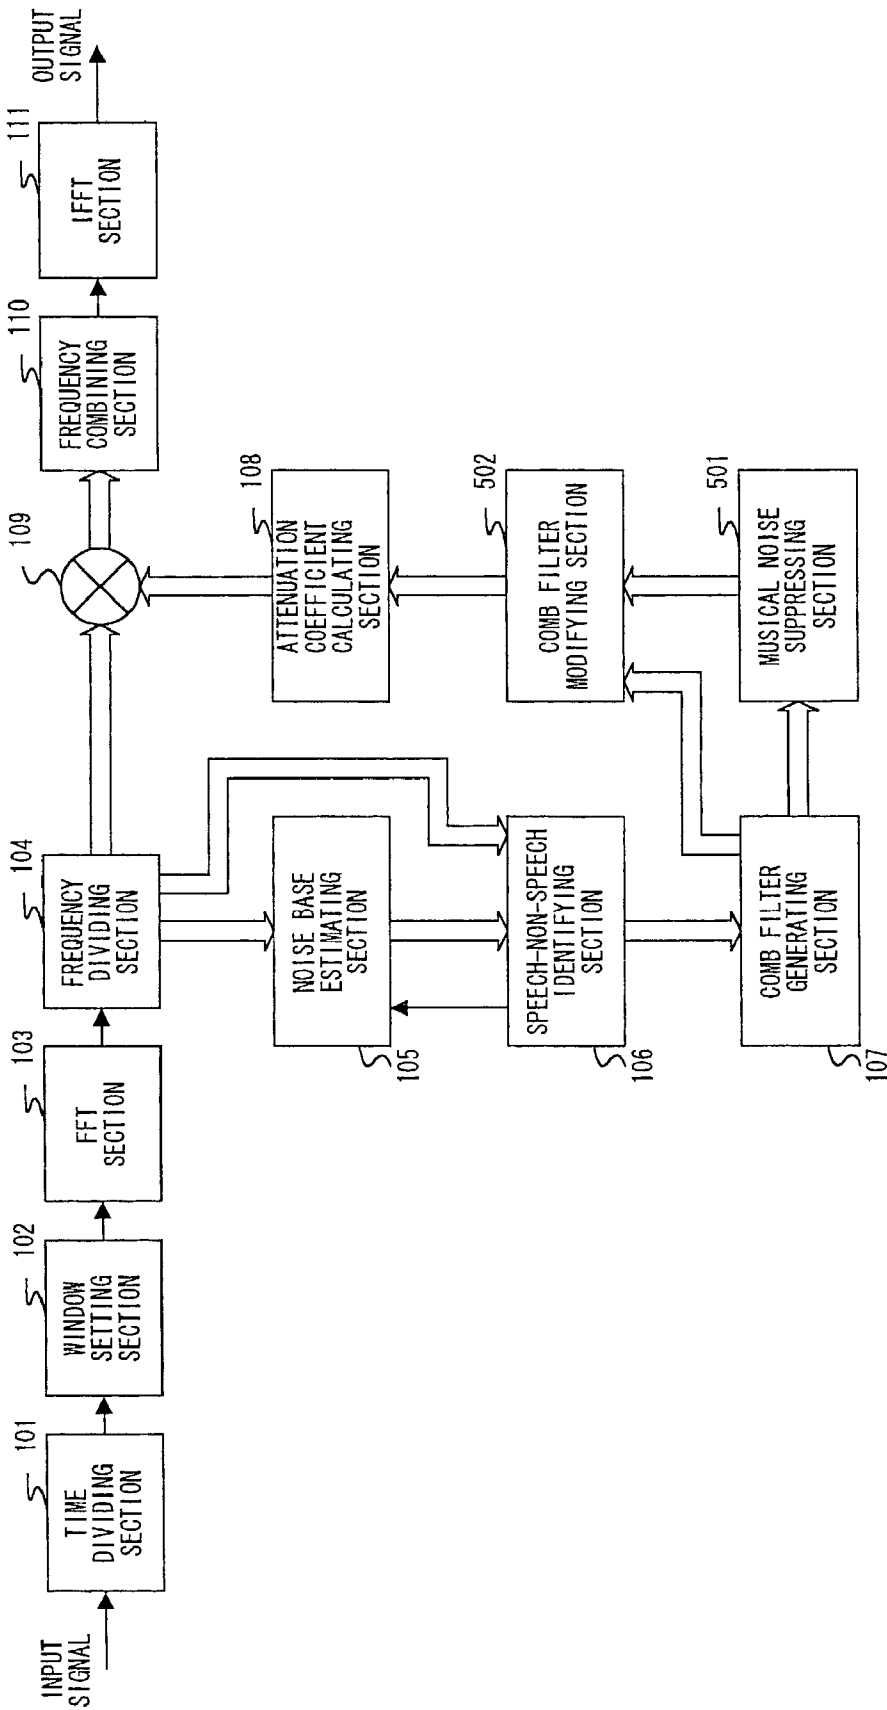 INPUT
SIGNAL
101
TIME
DIVIDING
SECTION
102
WINDOW
SETTING
SECTION
103
FFT
SECTION
104
FREQUENCY
DIVIDING
SECTION
109
110
FREQUENCY
COMBINING
SECTION
111
IFFT
SECTION
OUTPUT
SIGNAL
105
NOISE BASE
ESTIMATING
SECTION
108
ATTENUATION
COEFFICIENT
CALCULATING
SECTION
106
SPEECH-NON-SPEECH
IDENTIFYING
SECTION
502
COMB FILTER
MODIFYING SECTION
107
COMB FILTER
GENERATING
SECTION
501
MUSICAL NOISE
SUPPRESSING
SECTION